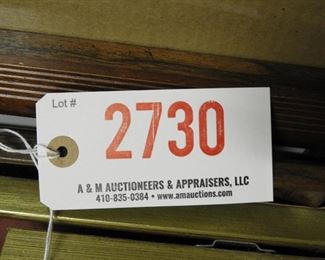 Lot #
2730
A & M AUCTIONEERS & APPRAISERS, LLC
410-835-0384 • www.amauctions.com